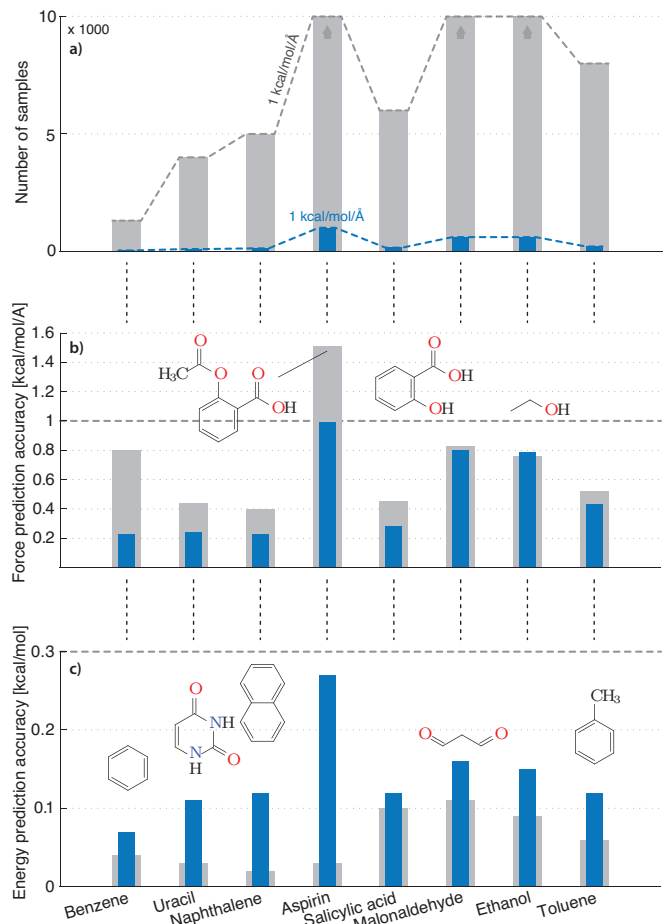 10
x 1000
a)
1 kcal/mol/Å
5
1 kcal/mol/Å
0
Number of samples
1.6
b)
1.4
1.2
1
0.8
0.6
0.4
0.2
O
H₃C
O
O
OH
O
OH
OH
OH
Force prediction accuracy [kcal/mol/A]
0.3
c)
0.2
0.1
0
O
NH
N
H
O
O
O
CH₃
Energy prediction accuracy [kcal/mol]
Benzene
Uracil
Naphthalene
Aspirin
Salicylic acid
Malonaldehyde
Ethanol
Toluene